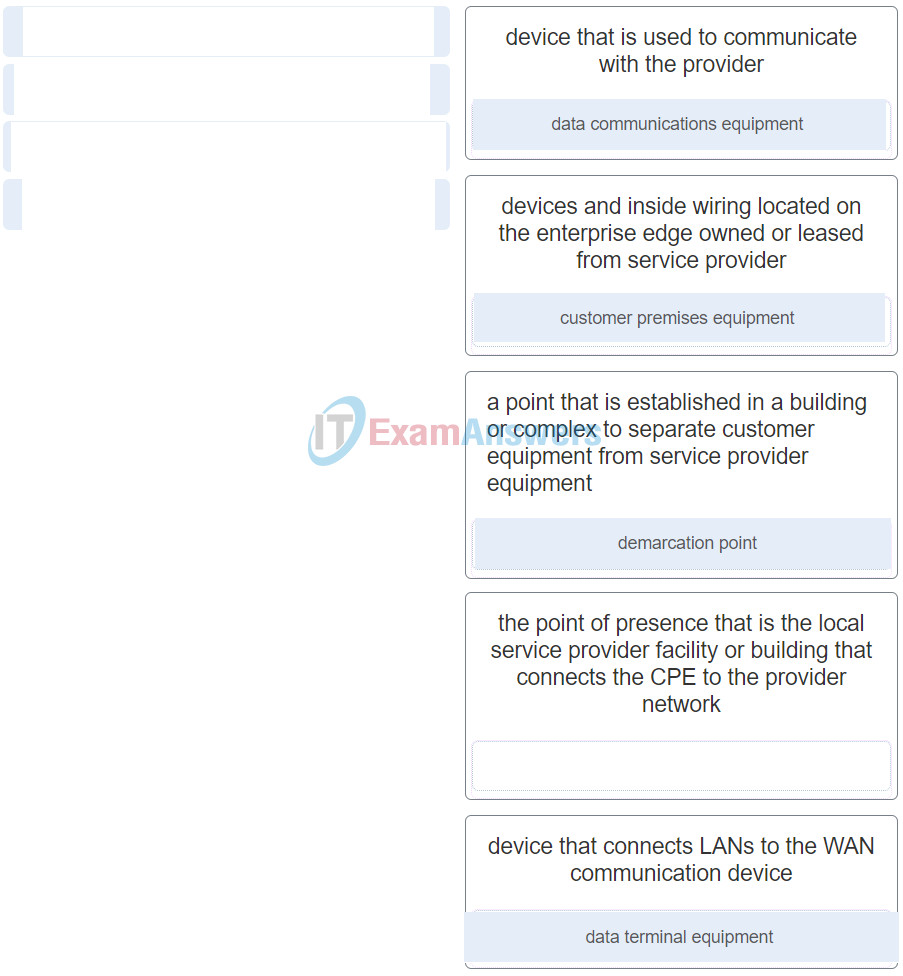 device that is used to communicate
with the provider
data communications equipment
devices and inside wiring located on
the enterprise edge owned or leased
from service provider
customer premises equipment
a point that is established in a building
or complex to separate customer
equipment from service provider
equipment
IT ExamAnswers
demarcation point
the point of presence that is the local
service provider facility or building that
connects the CPE to the provider
network
device that connects LANs to the WAN
communication device
data terminal equipment